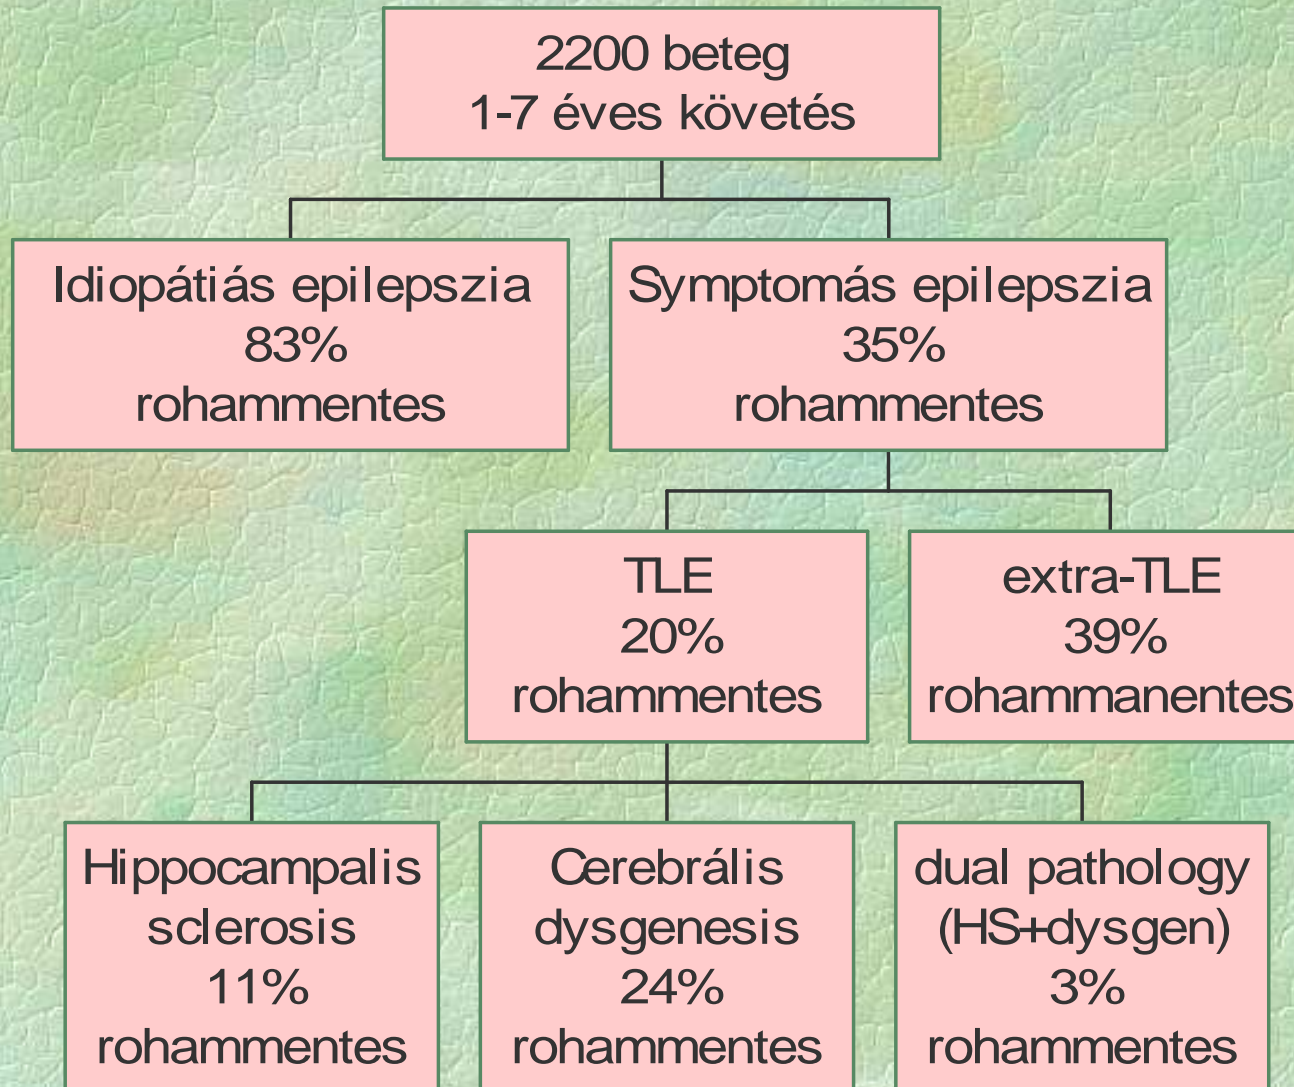 2200 beteg
1-7 éves követés
Idiopátiás epilepszia
83%
rohammentes
Symptomás epilepszia
35%
rohammentes
TLE
20%
rohammentes
extra-TLE
39%
rohammanentes
Hippocampalis
sclerosis
11%
rohammentes
Cerebrális
dysgenesis
24%
rohammentes
dual pathology
(HS+dysgen)
3%
rohammentes